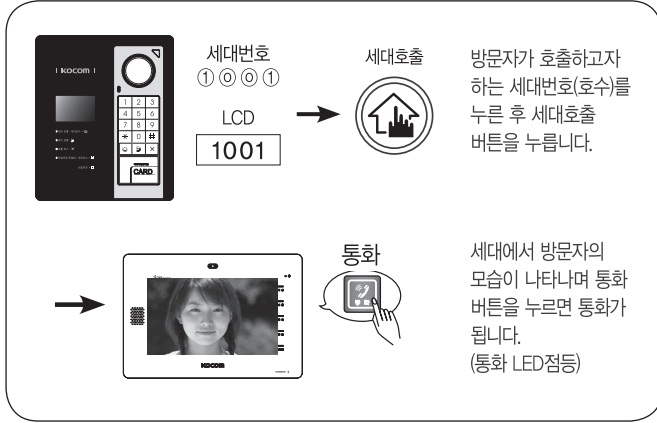 KOCOM
1 2 3
4 5 6
7 8 9
* 0 #
CARD
세대번호
① ⓪ ⓪ ①
LCD
1001
세대호출
방문자가 호출하고자
하는 세대번호(호수)를
누른 후 세대호출
버튼을 누릅니다.
KOCOM
통화
세대에서 방문자의
모습이 나타나며 통화
버튼을 누르면 통화가
됩니다.
(통화 LED점등)